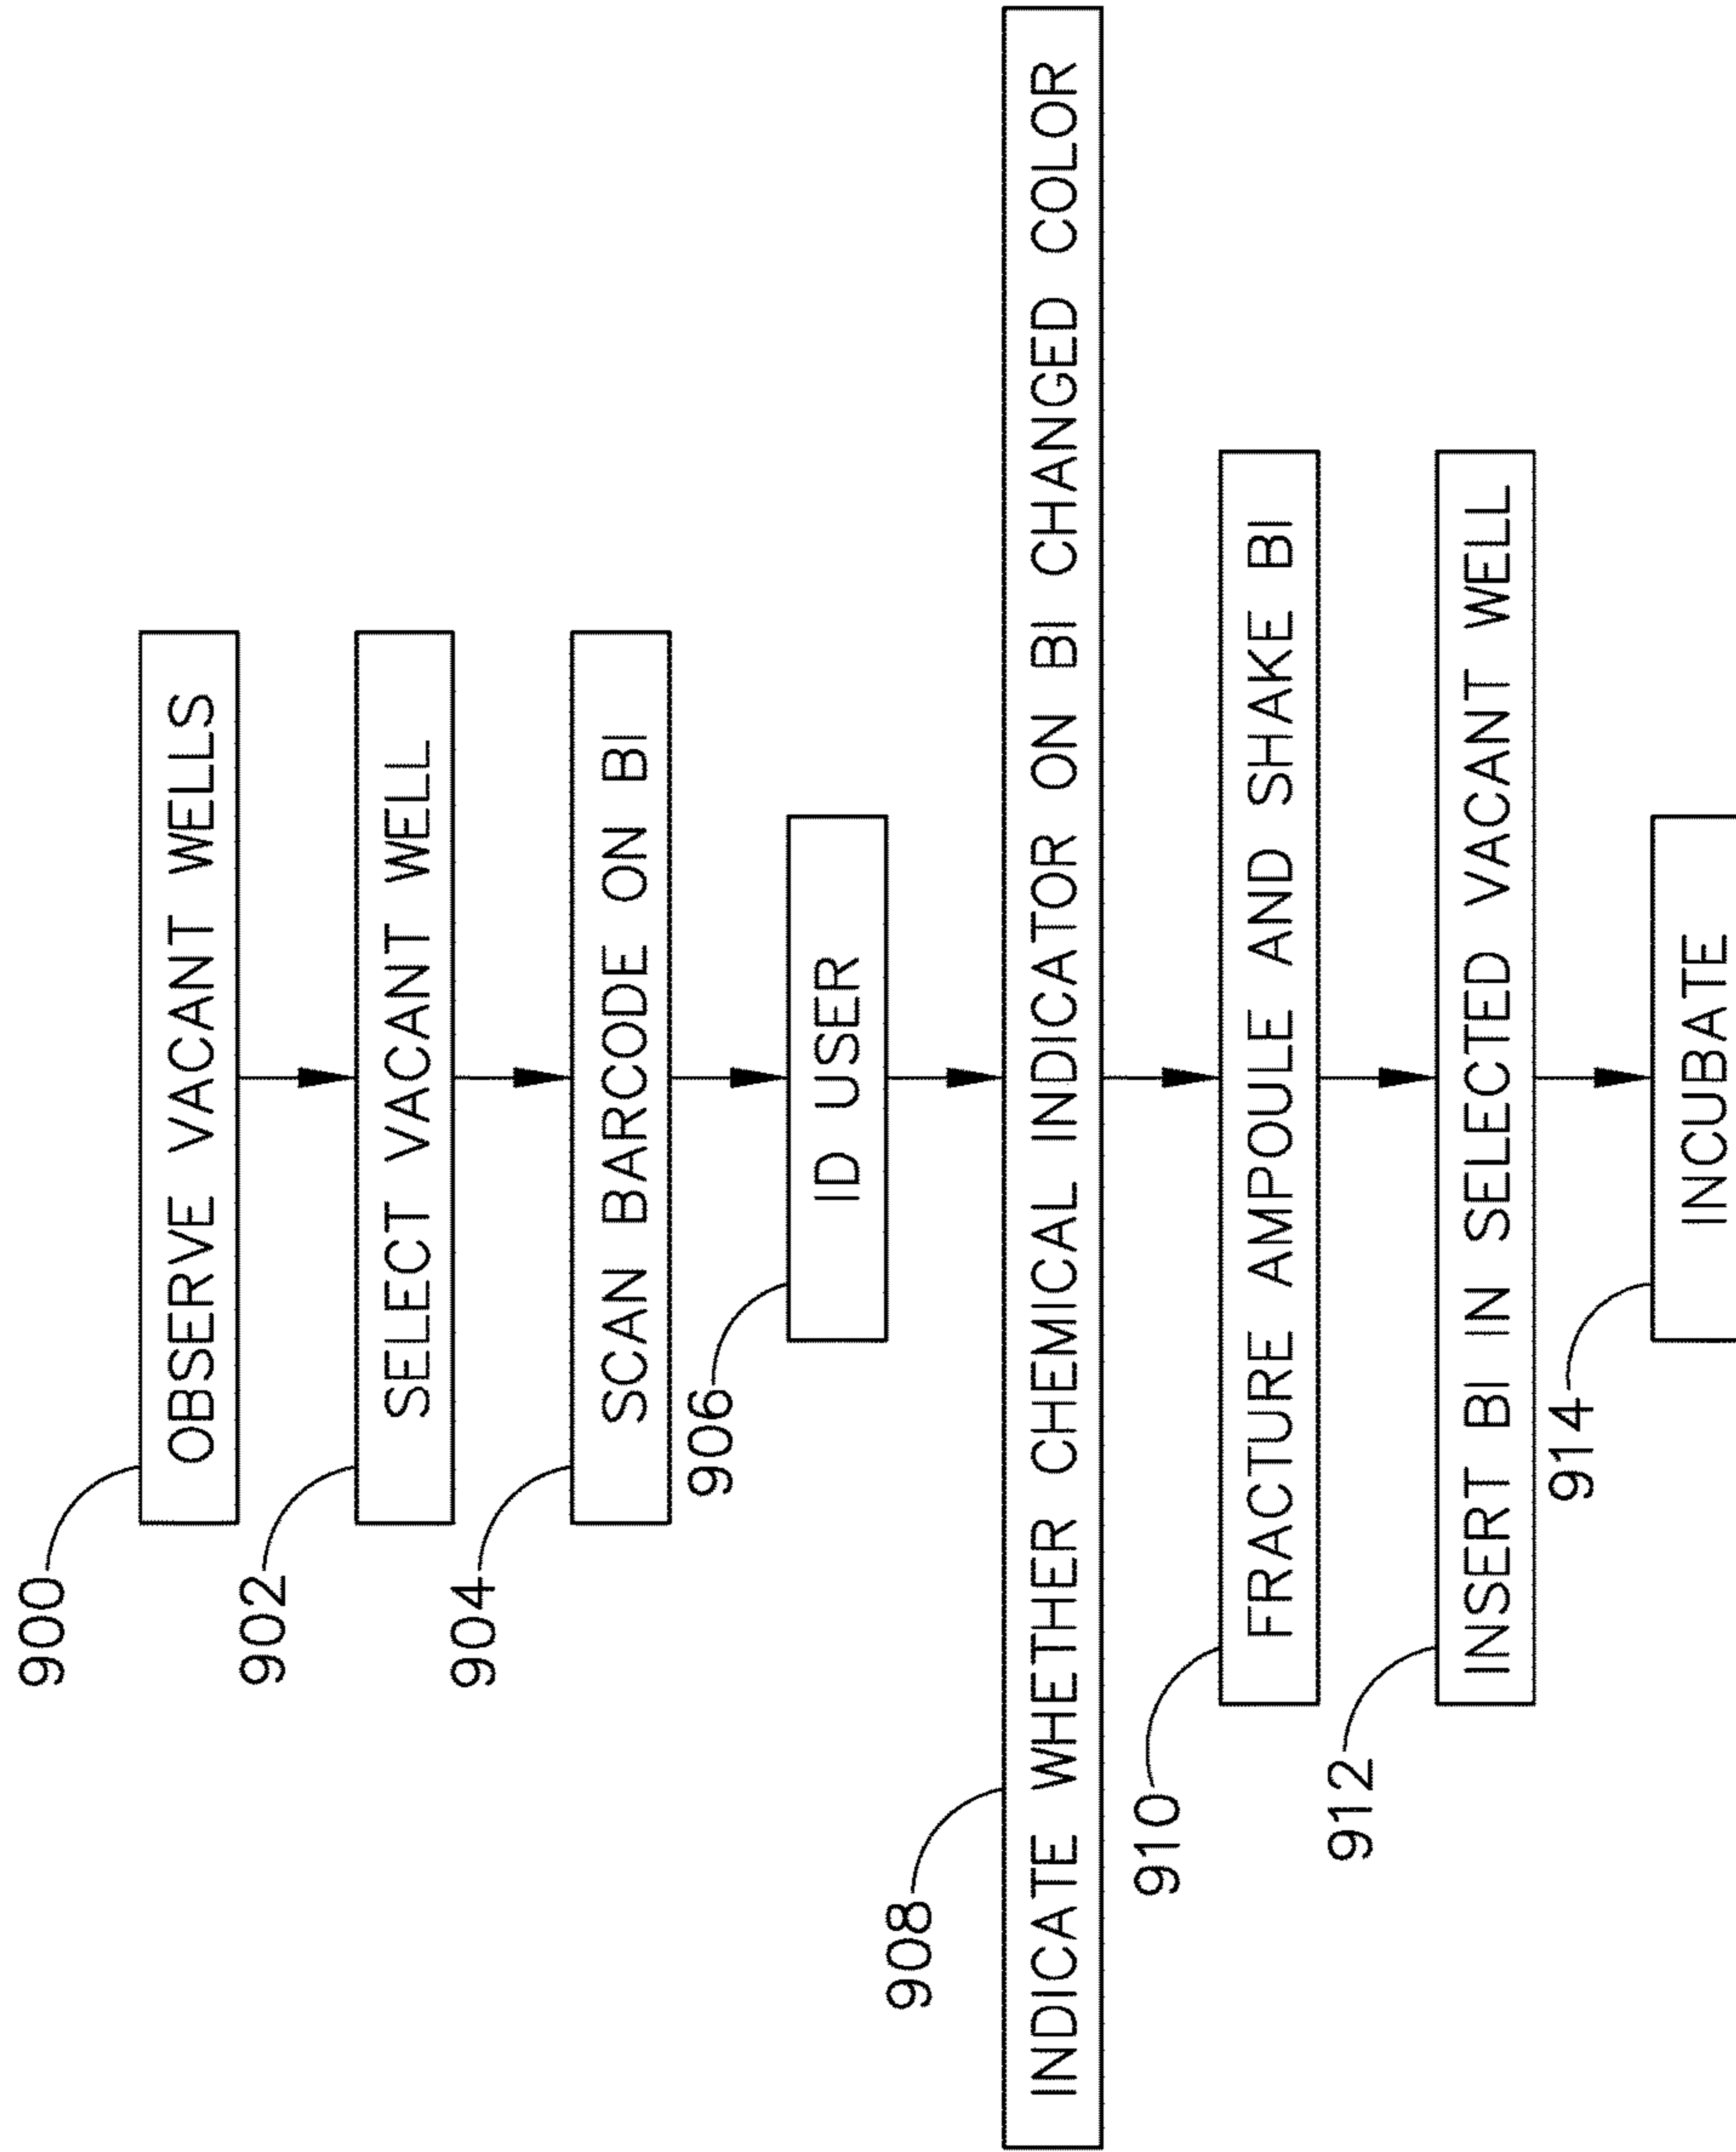 900
OBSERVE VACANT WELLS
902
SELECT VACANT WELL
904
SCAN BARCODE ON BI
906
ID USER
908
INDICATE WHETHER CHEMICAL INDICATOR ON BI CHANGED COLOR
910
FRACTURE AMPOULE AND SHAKE BI
912
INSERT BI IN SELECTED VACANT WELL
914
INCUBATE